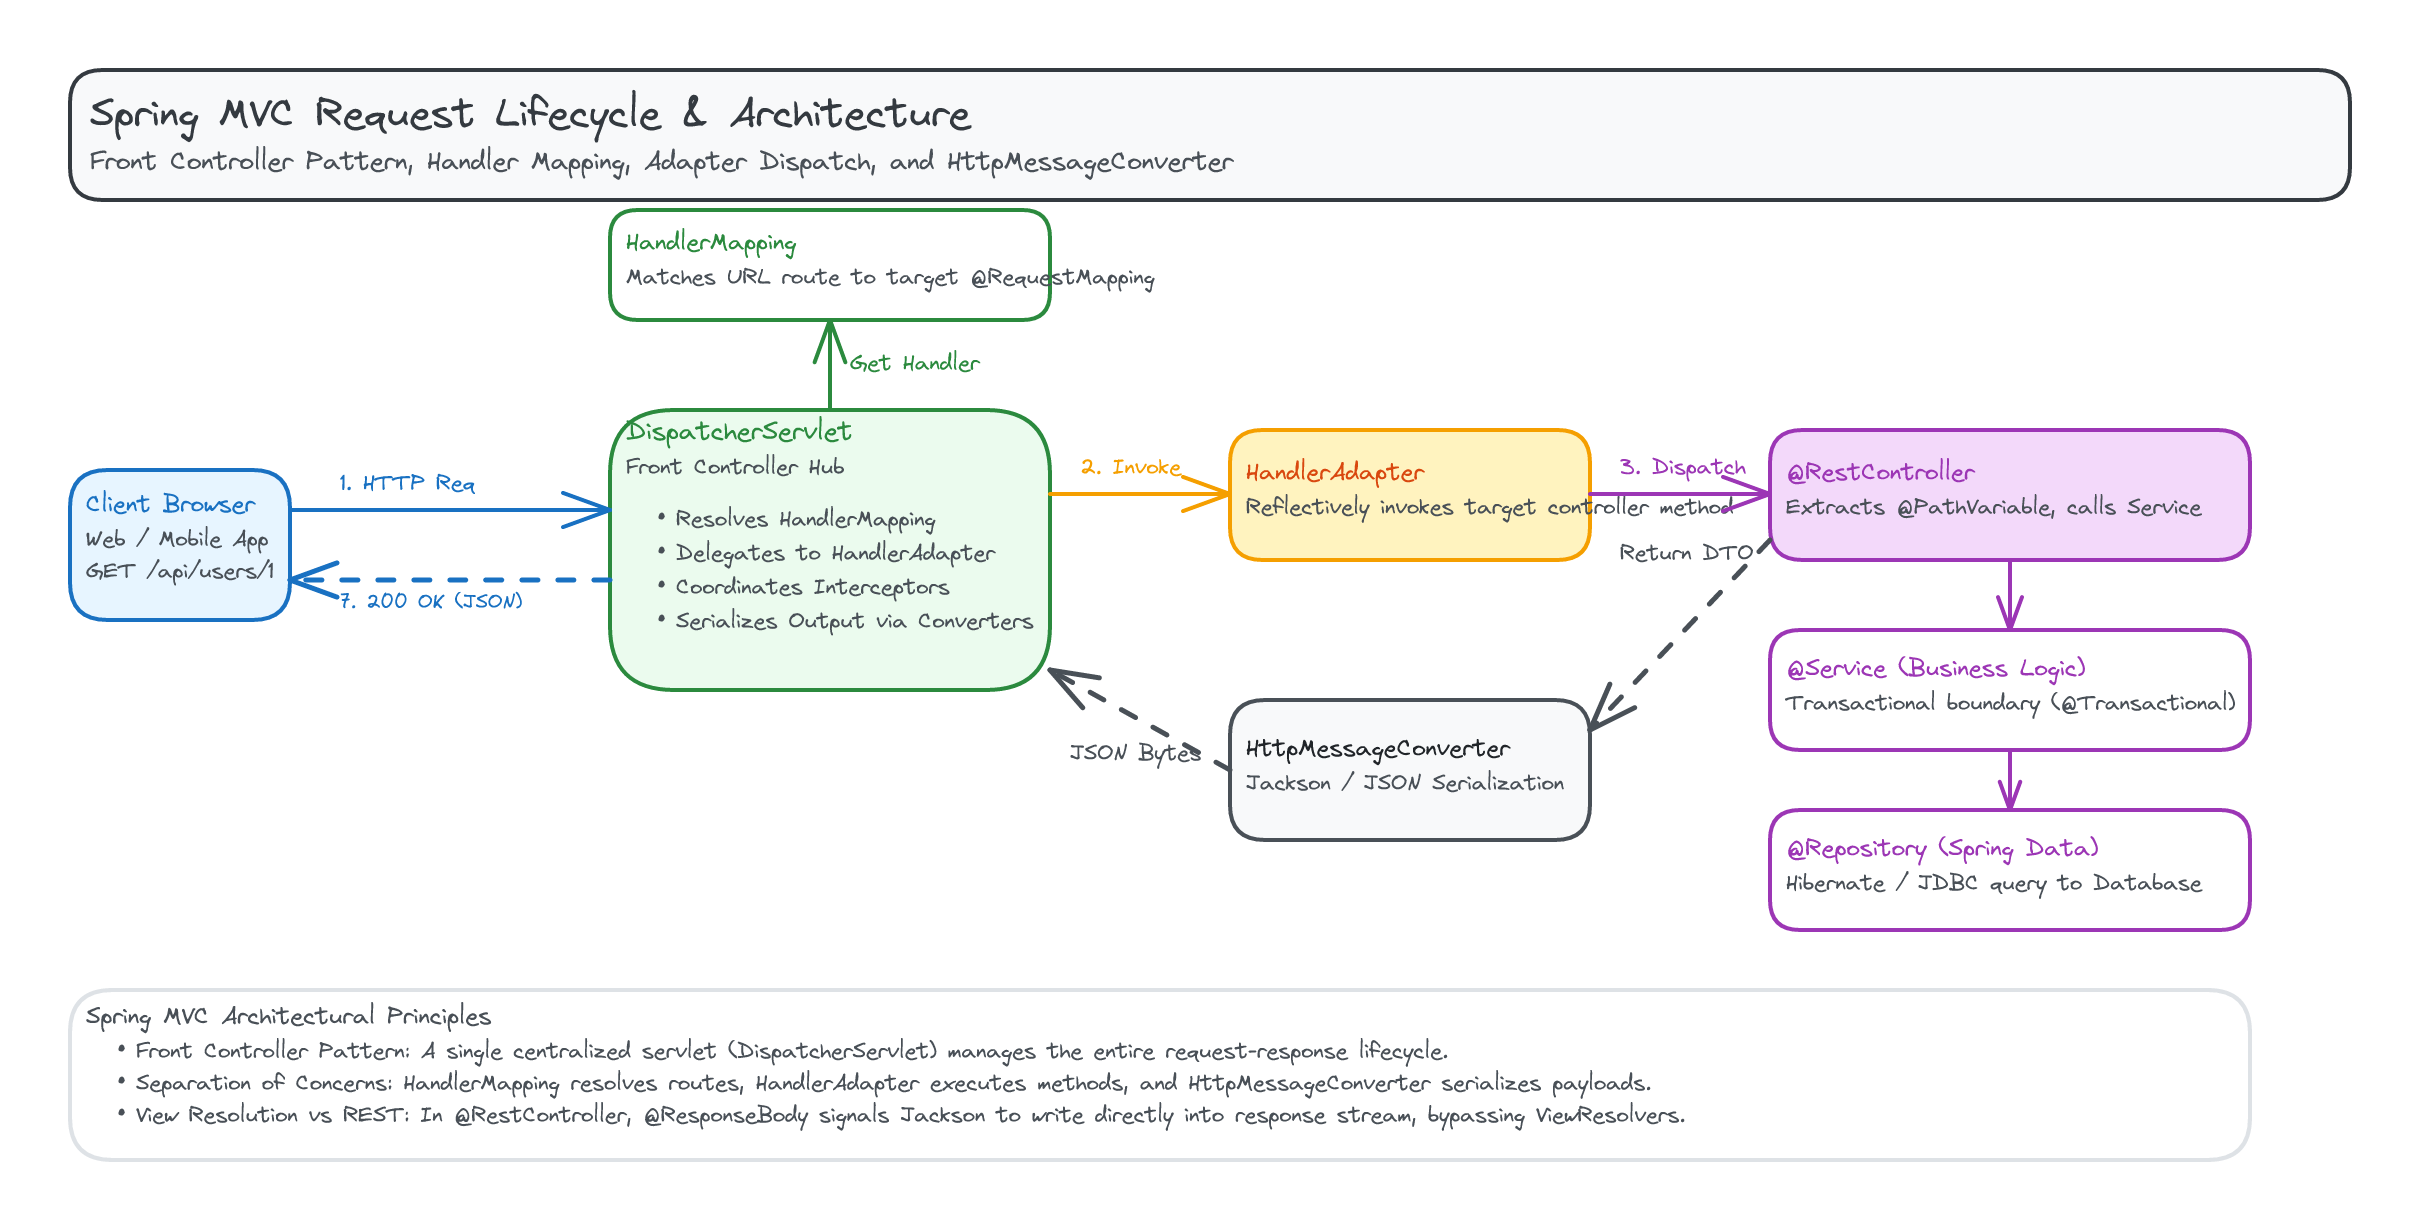 Spring MVC Request Lifecycle & Architecture
Front Controller Pattern, Handler Mapping, Adapter Dispatch, and HttpMessageConverter
HandlerMapping
Matches URL route to target @RequestMapping
Get Handler
DispatcherServlet
Front Controller Hub
• Resolves HandlerMapping
• Delegates to HandlerAdapter
• Coordinates Interceptors
• Serializes Output via Converters
Client Browser
Web / Mobile App
GET /api/users/1
1. HTTP Req
7. 200 OK (JSON)
2. Invoke
HandlerAdapter
Reflectively invokes target controller method
3. Dispatch
@RestController
Extracts @PathVariable, calls Service
Return DTO
@Service (Business Logic)
Transactional boundary (@Transactional)
JSON Bytes
HttpMessageConverter
Jackson / JSON Serialization
@Repository (Spring Data)
Hibernate / JDBC query to Database
Spring MVC Architectural Principles
• Front Controller Pattern: A single centralized servlet (DispatcherServlet) manages the entire request-response lifecycle.
• Separation of Concerns: HandlerMapping resolves routes, HandlerAdapter executes methods, and HttpMessageConverter serializes payloads.
• View Resolution vs REST: In @RestController, @ResponseBody signals Jackson to write directly into response stream, bypassing ViewResolvers.